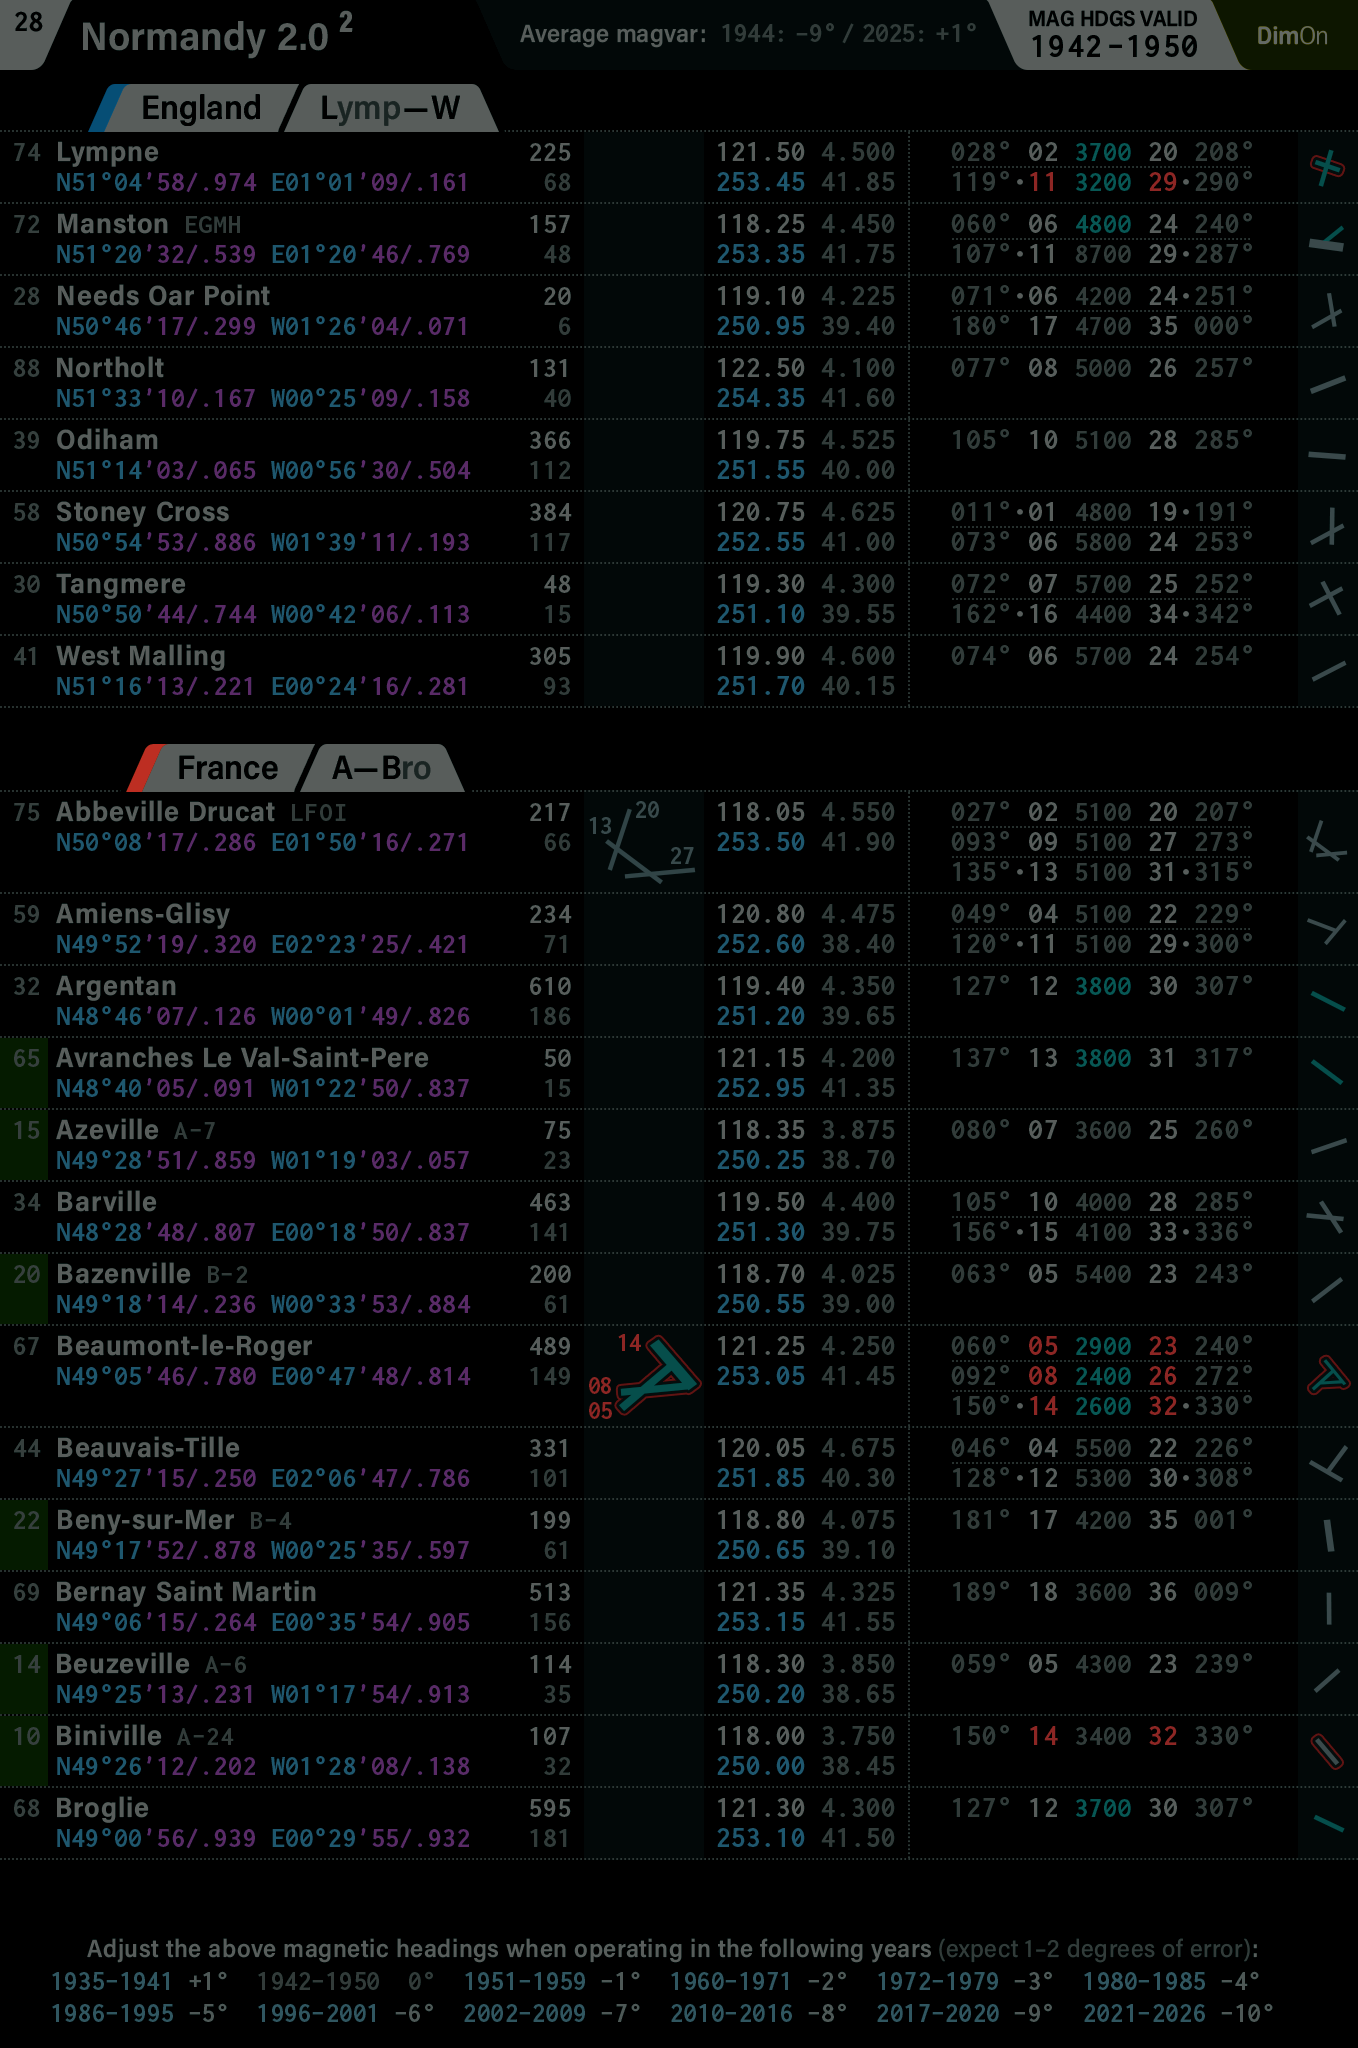 28 Normandy 2.0 2 Average magvar: 1944: -9° / 2025: +1° MAG HDGS VALID 1942-1950 DimOn
England Lymp—W
74 Lympne 225 121.50 4.500 028° 02 3700 20 208°
N51°04'58/.974 E01°01'09/.161 68 253.45 41.85 119°•11 3200 29•290°
72 Manston EGMH 157 118.25 4.450 060° 06 4800 24 240°
N51°20'32/.539 E01°20'46/.769 48 253.35 41.75 107°•11 8700 29•287°
28 Needs Oar Point 20 119.10 4.225 071°•06 4200 24•251°
N50°46'17/.299 W01°26'04/.071 6 250.95 39.40 180° 17 4700 35 000°
88 Northolt 131 122.50 4.100 077° 08 5000 26 257°
N51°33'10/.167 W00°25'09/.158 40 254.35 41.60
39 Odiham 366 119.75 4.525 105° 10 5100 28 285°
N51°14'03/.065 W00°56'30/.504 112 251.55 40.00
58 Stoney Cross 384 120.75 4.625 011°•01 4800 19•191°
N50°54'53/.886 W01°39'11/.193 117 252.55 41.00 073° 06 5800 24 253°
30 Tangmere 48 119.30 4.300 072° 07 5700 25 252°
N50°50'44/.744 W00°42'06/.113 15 251.10 39.55 162°•16 4400 34•342°
41 West Malling 305 119.90 4.600 074° 06 5700 24 254°
N51°16'13/.221 E00°24'16/.281 93 251.70 40.15
France A—Bro
75 Abbeville Drucat LFOI 217 13 20 27 118.05 4.550 027° 02 5100 20 207°
N50°08'17/.286 E01°50'16/.271 66 253.50 41.90 093° 09 5100 27 273°
135°•13 5100 31•315°
59 Amiens-Glisy 234 120.80 4.475 049° 04 5100 22 229°
N49°52'19/.320 E02°23'25/.421 71 252.60 38.40 120°•11 5100 29•300°
32 Argentan 610 119.40 4.350 127° 12 3800 30 307°
N48°46'07/.126 W00°01'49/.826 186 251.20 39.65
65 Avranches Le Val-Saint-Pere 50 121.15 4.200 137° 13 3800 31 317°
N48°40'05/.091 W01°22'50/.837 15 252.95 41.35
15 Azeville A-7 75 118.35 3.875 080° 07 3600 25 260°
N49°28'51/.859 W01°19'03/.057 23 250.25 38.70
34 Barville 463 119.50 4.400 105° 10 4000 28 285°
N48°28'48/.807 E00°18'50/.837 141 251.30 39.75 156°•15 4100 33•336°
20 Bazenville B-2 200 118.70 4.025 063° 05 5400 23 243°
N49°18'14/.236 W00°33'53/.884 61 250.55 39.00
67 Beaumont-le-Roger 489 14 08 05 121.25 4.250 060° 05 2900 23 240°
N49°05'46/.780 E00°47'48/.814 149 253.05 41.45 092° 08 2400 26 272°
150°•14 2600 32•330°
44 Beauvais-Tille 331 120.05 4.675 046° 04 5500 22 226°
N49°27'15/.250 E02°06'47/.786 101 251.85 40.30 128°•12 5300 30•308°
22 Beny-sur-Mer B-4 199 118.80 4.075 181° 17 4200 35 001°
N49°17'52/.878 W00°25'35/.597 61 250.65 39.10
69 Bernay Saint Martin 513 121.35 4.325 189° 18 3600 36 009°
N49°06'15/.264 E00°35'54/.905 156 253.15 41.55
14 Beuzeville A-6 114 118.30 3.850 059° 05 4300 23 239°
N49°25'13/.231 W01°17'54/.913 35 250.20 38.65
10 Biniville A-24 107 118.00 3.750 150° 14 3400 32 330°
N49°26'12/.202 W01°28'08/.138 32 250.00 38.45
68 Broglie 595 121.30 4.300 127° 12 3700 30 307°
N49°00'56/.939 E00°29'55/.932 181 253.10 41.50
Adjust the above magnetic headings when operating in the following years (expect 1-2 degrees of error):
1935-1941 +1° 1942-1950 0° 1951-1959 -1° 1960-1971 -2° 1972-1979 -3° 1980-1985 -4°
1986-1995 -5° 1996-2001 -6° 2002-2009 -7° 2010-2016 -8° 2017-2020 -9° 2021-2026 -10°